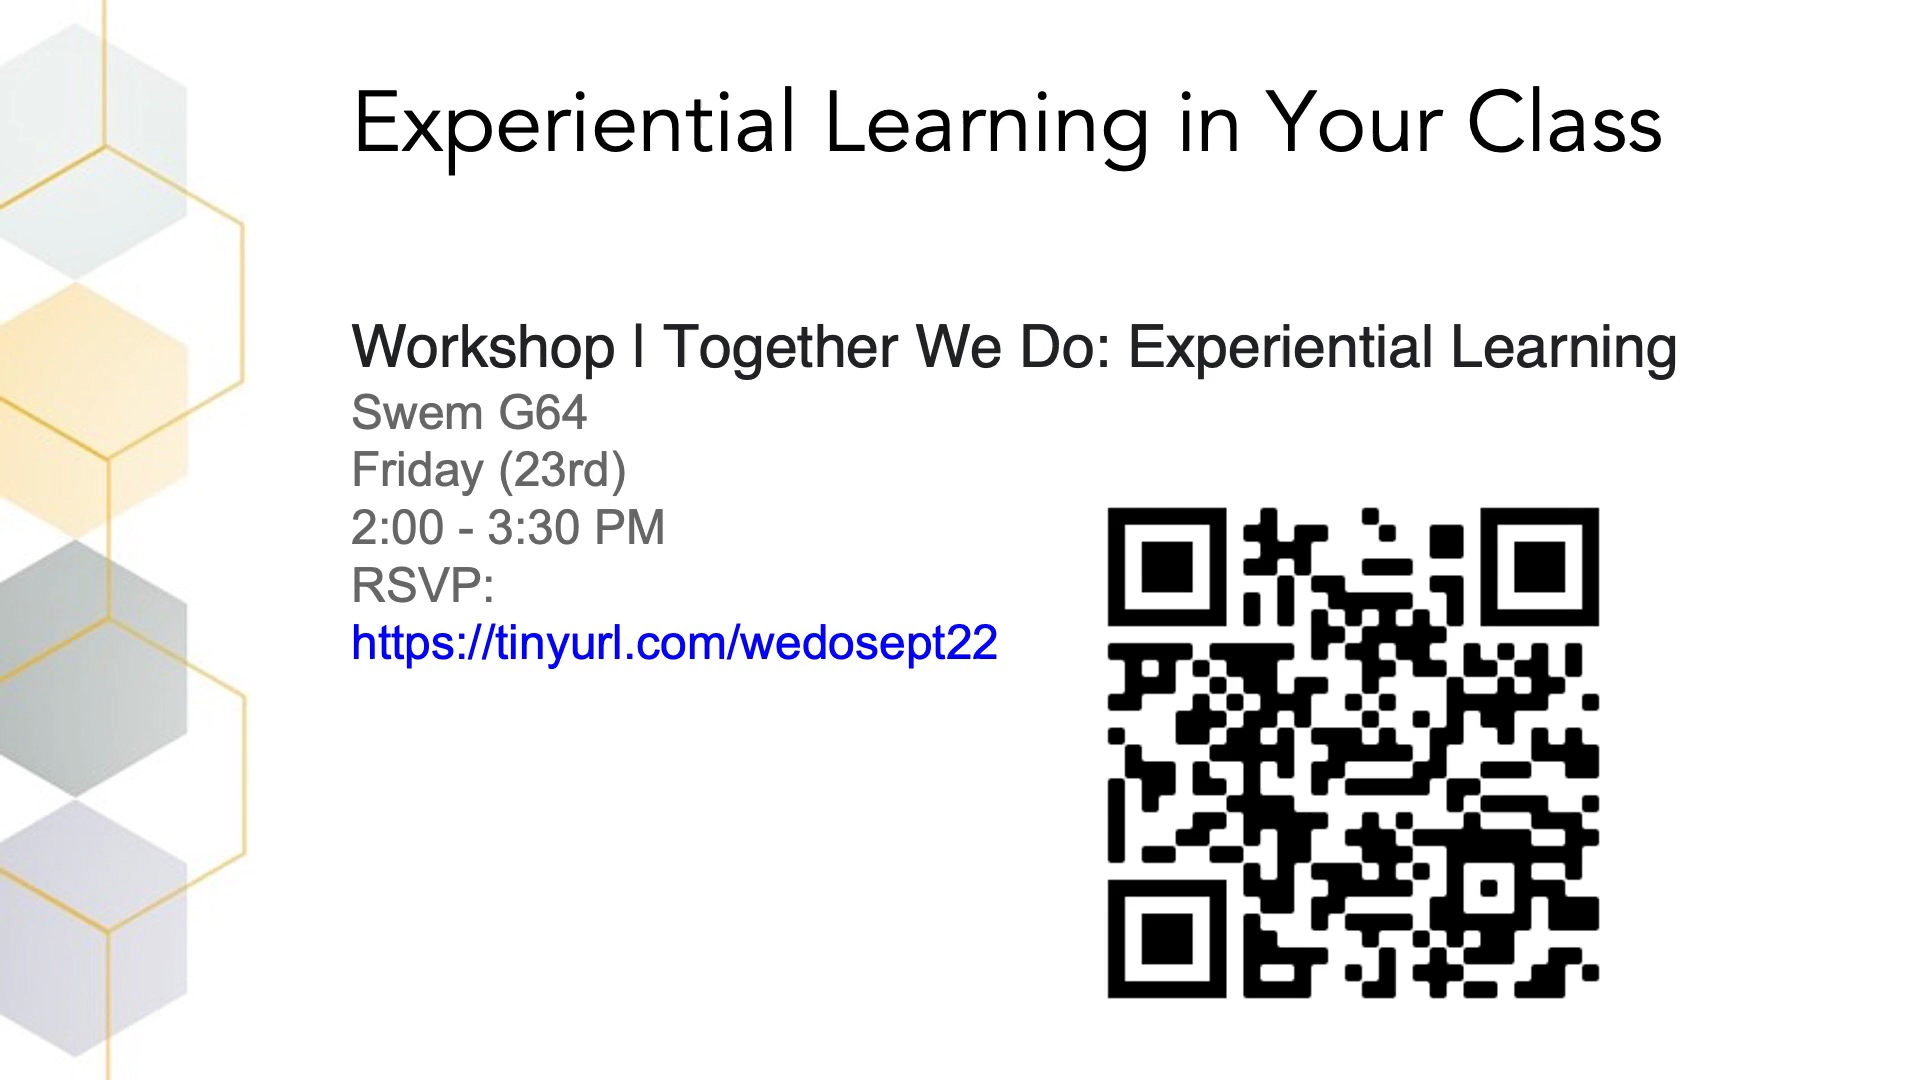 Experiential Learning in Your Class
Workshop | Together We Do: Experiential Learning
Swem G64
Friday (23rd)
2:00 - 3:30 PM
RSVP:
https://tinyurl.com/wedosept22